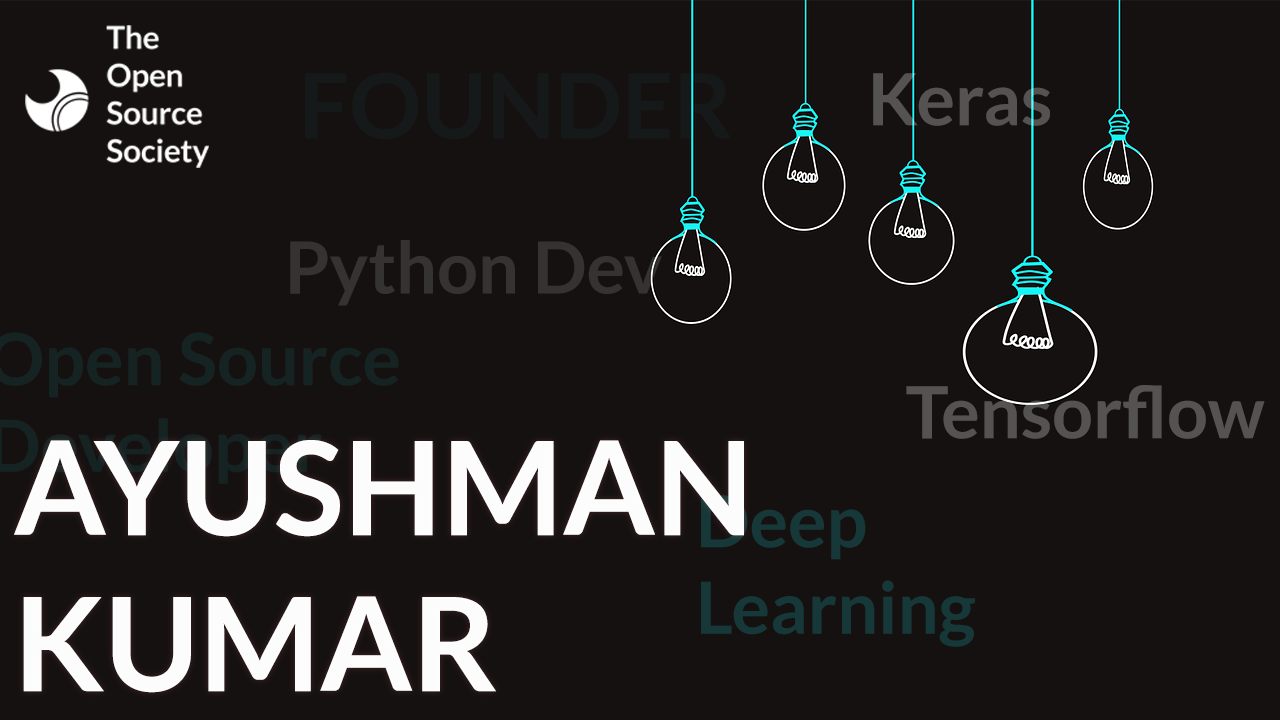 The
Open
Source
Society
FOUNDER
Keras
Python Dev
Open Source
Developer
Tensorflow
AYUSHMAN
KUMAR
Deep
Learning